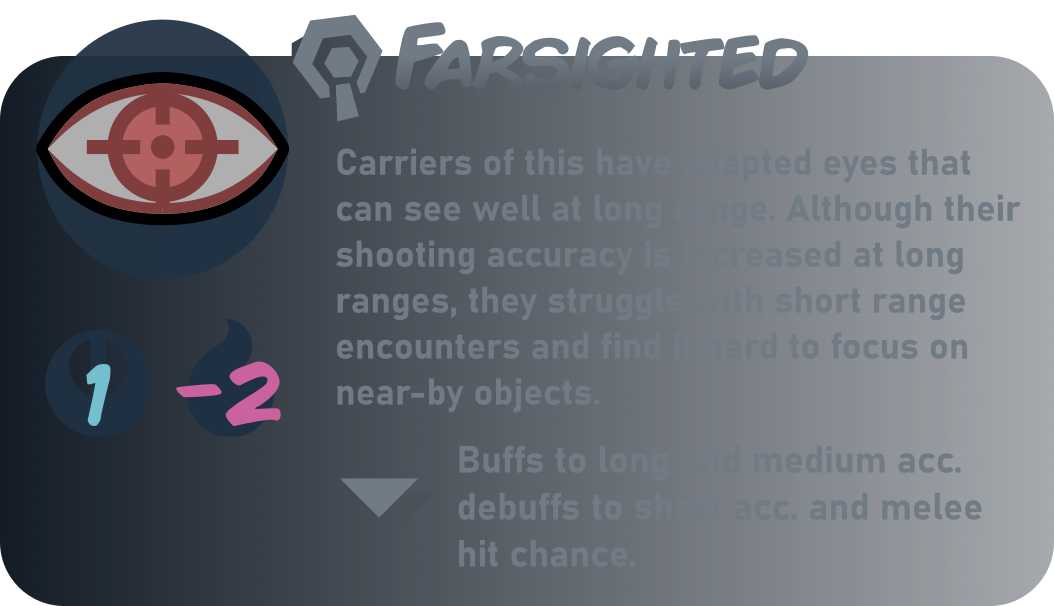 Farsighted
Carriers of this have adapted eyes that
can see well at long range. Although their
shooting accuracy is increased at long
ranges, they struggle with short range
encounters and find it hard to focus on
near-by objects.
1
-2
Buffs to long and medium acc.
debuffs to short acc. and melee
hit chance.